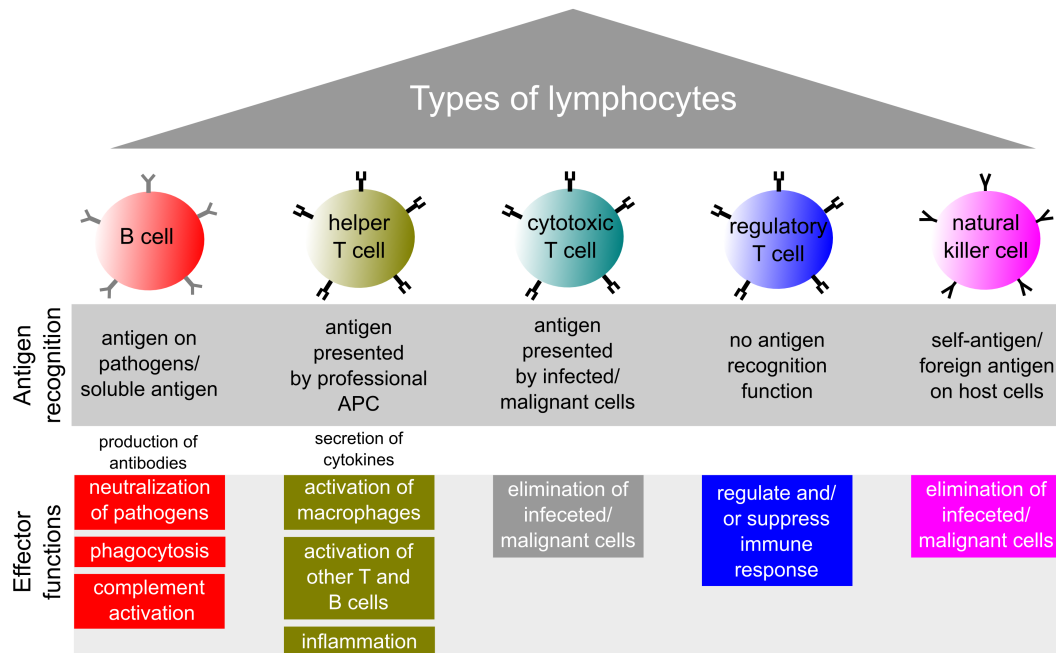 Types of lymphocytes
B cell
helper
T cell
cytotoxic
T cell
regulatory
T cell
natural
killer cell
Antigen
recognition
antigen on
pathogens/
soluble antigen
antigen
presented
by professional
APC
antigen
presented
by infected/
malignant cells
no antigen
recognition
function
self-antigen/
foreign antigen
on host cells
production of
antibodies
secretion of
cytokines
Effector
functions
neutralization
of pathogens
phagocytosis
complement
activation
activation of
macrophages
activation of
other T and
B cells
inflammation
elimination of
infeceted/
malignant cells
regulate and/
or suppress
immune
response
elimination of
infeceted/
malignant cells